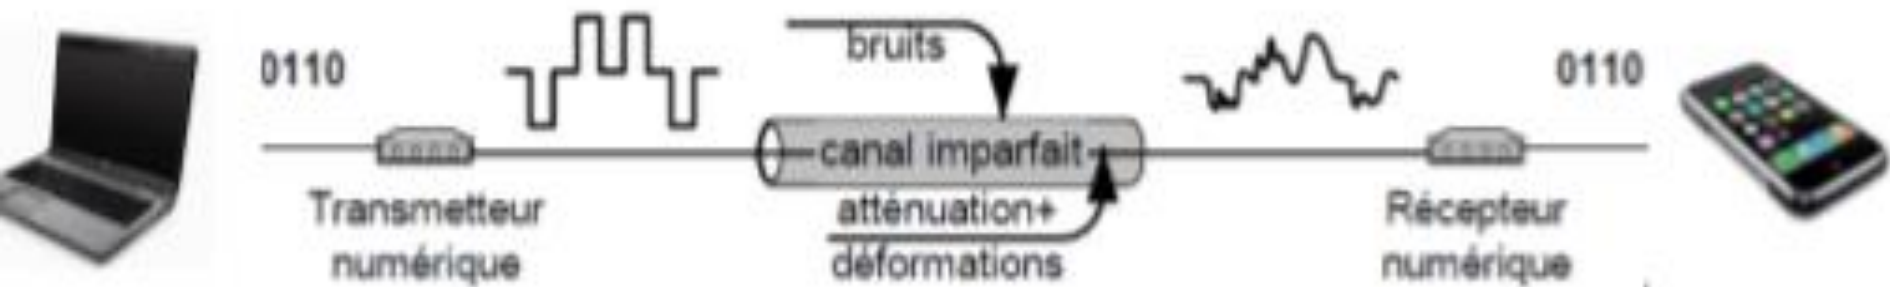 0110
bruits
0110
canal imparfait
Transmetteur
numérique
atténuation+
déformations
Récepteur
numérique